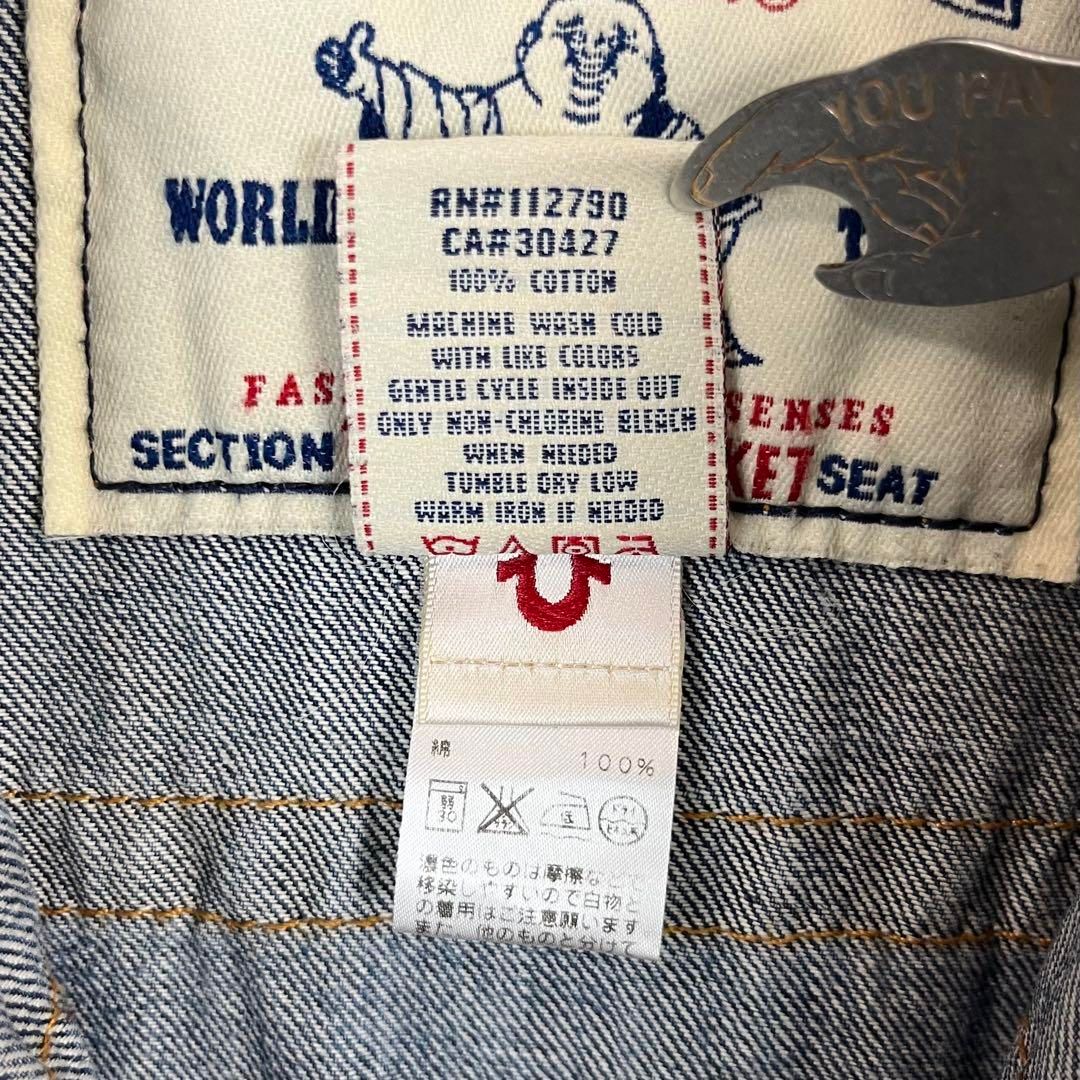 YOU PAY
WORLD
RN#112790
CA#30427
100% COTTON
MACHINE WASH COLD
WITH LIKE COLORS
GENTLE CYCLE INSIDE OUT
ONLY NON-CHLORINE BLEACH
WHEN NEEDED
TUMBLE DRY LOW
WARM IRON IF NEEDED
FAS SENSES
SECTION KET SEAT
綿 100%
弱
30
濃色のものは摩擦などで
移染しやすいので白物と
の着用はご注意願います
また、他のものと分けて